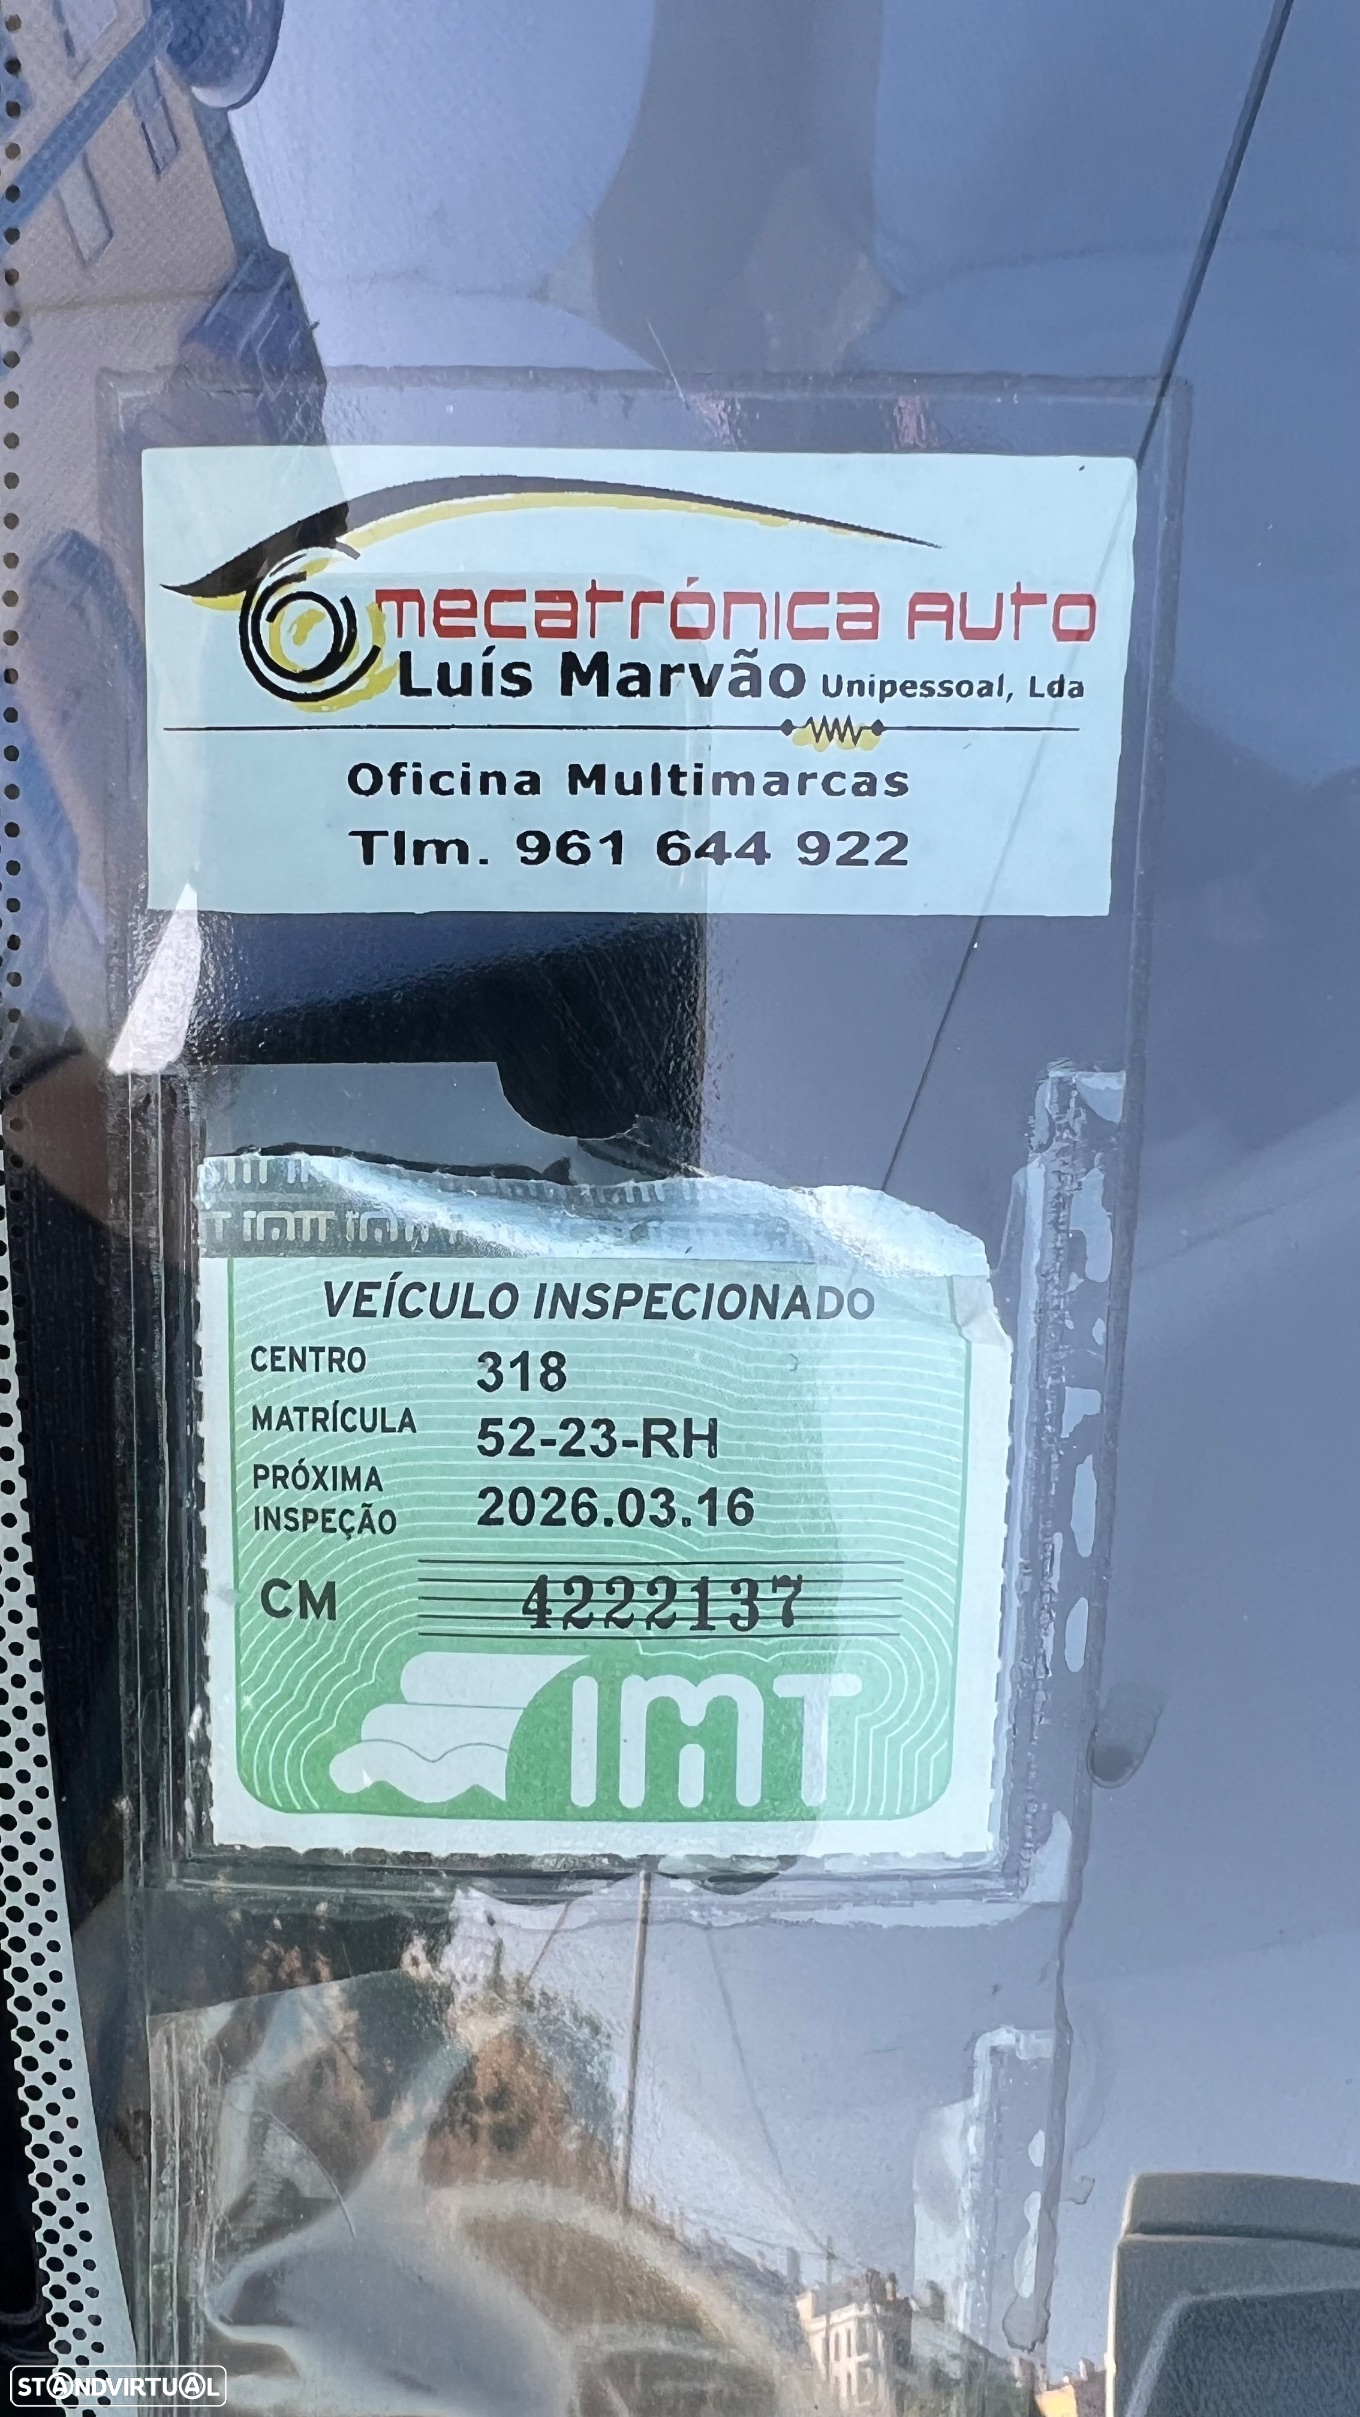 mecatrónica Auto
Luís Marvão Unipessoal, Lda
Oficina Multimarcas
Tlm. 961 644 922
VEÍCULO INSPECIONADO
CENTRO 318
MATRÍCULA 52-23-RH
PRÓXIMA
INSPEÇÃO 2026.03.16
CM 4222137
IMT
STANDVIRTUAL